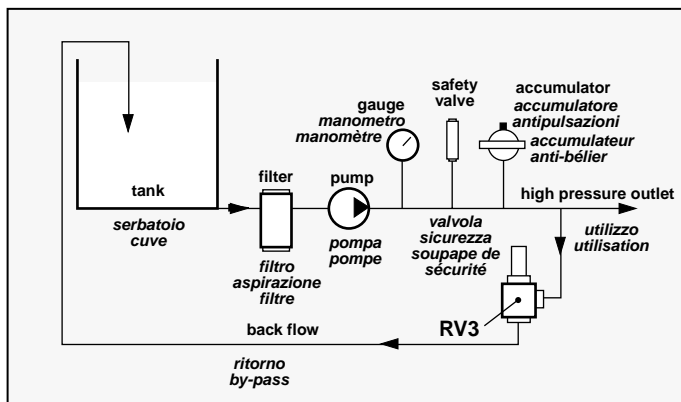 tank
serbatoio
cuve
filter
filtro
aspirazione
filtre
pump
pompa
pompe
gauge
manometro
manomètre
safety
valve
valvola
sicurezza
soupape de
sécurité
accumulator
accumulatore
antipulsazioni
accumulateur
anti-bélier
high pressure outlet
utilizzo
utilisation
RV3
back flow
ritorno
by-pass